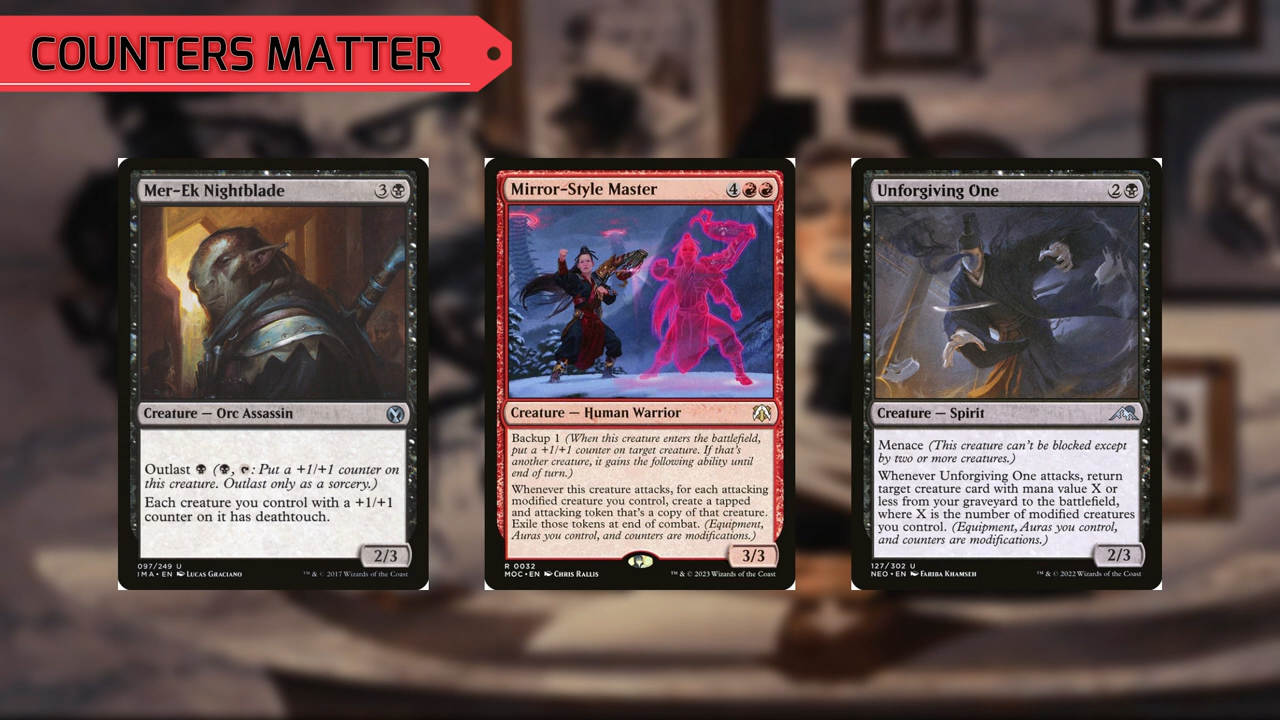 COUNTERS MATTER
Mer-Ek Nightblade 3
Creature — Orc Assassin
Outlast (, : Put a +1/+1 counter on
this creature. Outlast only as a sorcery.)
Each creature you control with a +1/+1
counter on it has deathtouch.
2/3
097/249 U
IMA • EN Lucas Graciano ™ & © 2017 Wizards of the Coast
Mirror-Style Master 4
Creature — Human Warrior
Backup 1 (When this creature enters the battlefield,
put a +1/+1 counter on target creature. If that's
another creature, it gains the following ability until
end of turn.)
Whenever this creature attacks, for each attacking
modified creature you control, create a tapped
and attacking token that's a copy of that creature.
Exile those tokens at end of combat. (Equipment,
Auras you control, and counters are modifications.)
3/3
R 0032
MOC • EN Chris Rallis ™ & © 2023 Wizards of the Coast
Unforgiving One 2
Creature — Spirit
Menace (This creature can't be blocked except
by two or more creatures.)
Whenever Unforgiving One attacks, return
target creature card with mana value X or
less from your graveyard to the battlefield,
where X is the number of modified creatures
you control. (Equipment, Auras you control,
and counters are modifications.)
2/3
127/302 U
NEO • EN Fariba Khamseh ™ & © 2022 Wizards of the Coast